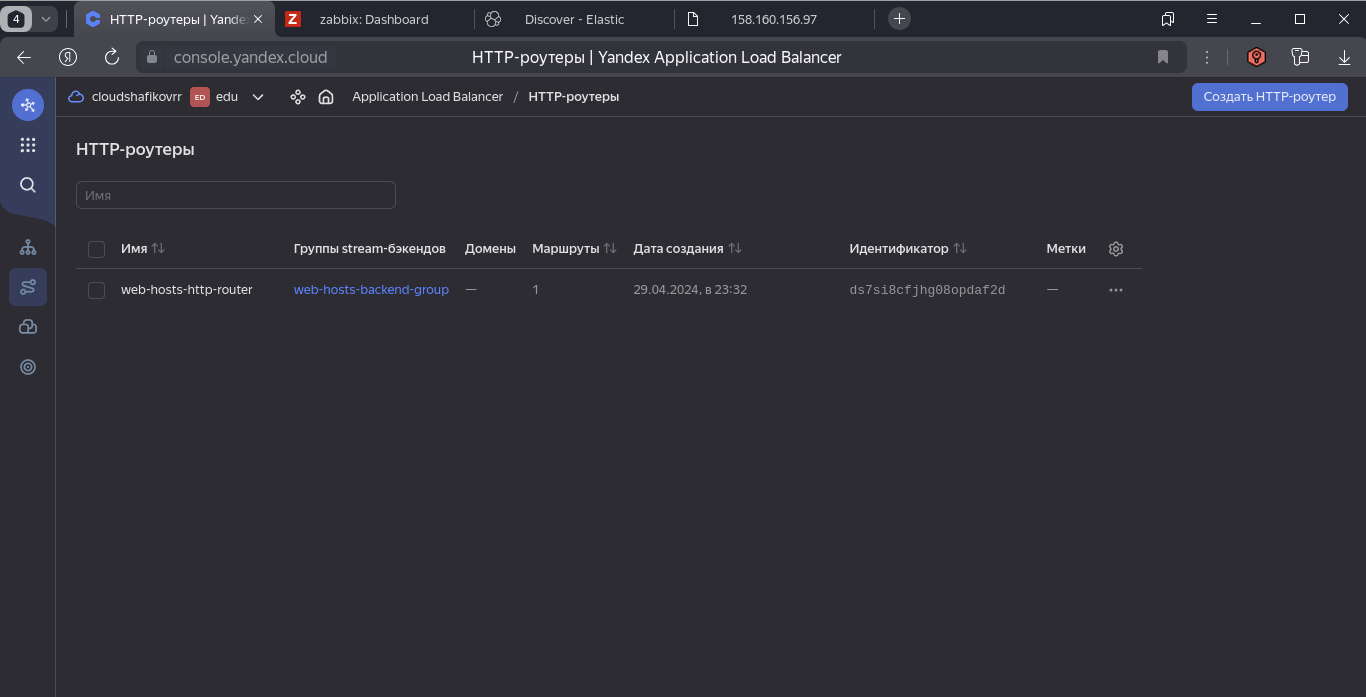 4 HTTP-роутеры | Yande zabbix: Dashboard Discover - Elastic 158.160.156.97
console.yandex.cloud HTTP-роутеры | Yandex Application Load Balancer
cloudshafikovrr ED edu Application Load Balancer / HTTP-роутеры Создать HTTP-роутер
HTTP-роутеры
Имя
Имя Группы stream-бэкендов Домены Маршруты Дата создания Идентификатор Метки
web-hosts-http-router web-hosts-backend-group — 1 29.04.2024, в 23:32 ds7si8cfjhg08opdaf2d —